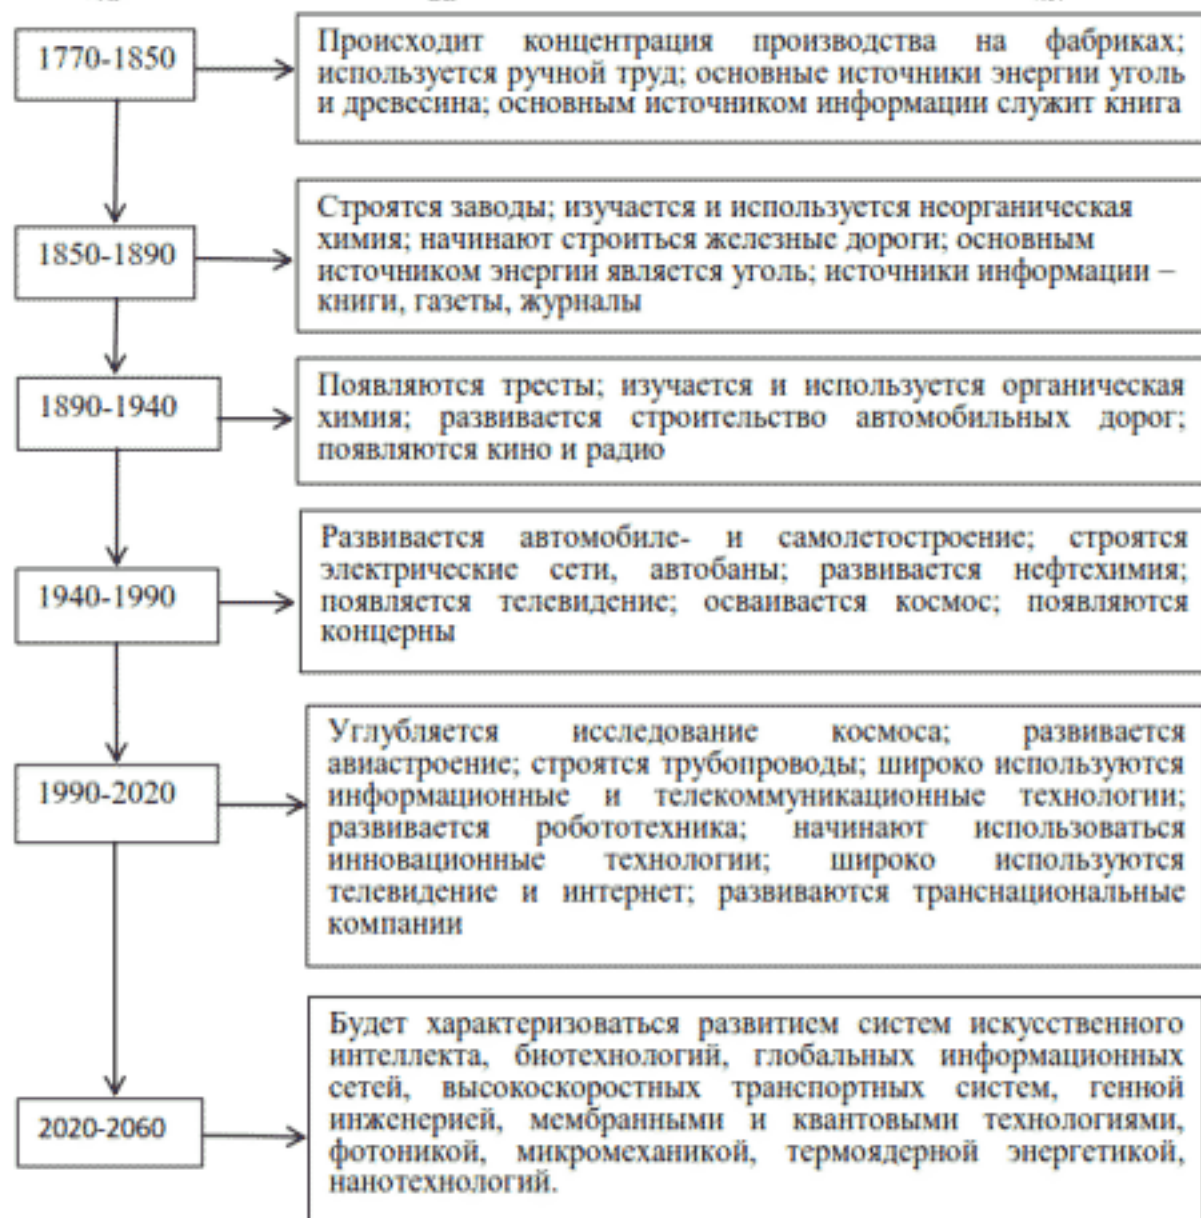 1770-1850
Происходит концентрация производства на фабриках;
используется ручной труд; основные источники энергии уголь
и древесина; основным источником информации служит книга
1850-1890
Строятся заводы; изучается и используется неорганическая
химия; начинают строиться железные дороги; основным
источником энергии является уголь; источники информации –
книги, газеты, журналы
1890-1940
Появляются тресты; изучается и используется органическая
химия; развивается строительство автомобильных дорог;
появляются кино и радио
1940-1990
Развивается автомобиле- и самолетостроение; строятся
электрические сети, автобаны; развивается нефтехимия;
появляется телевидение; осваивается космос; появляются
концерны
1990-2020
Углубляется исследование космоса; развивается
авиастроение; строятся трубопроводы; широко используются
информационные и телекоммуникационные технологии;
развивается робототехника; начинают использоваться
инновационные технологии; широко используются
телевидение и интернет; развиваются транснациональные
компании
2020-2060
Будет характеризоваться развитием систем искусственного
интеллекта, биотехнологий, глобальных информационных
сетей, высокоскоростных транспортных систем, генной
инженерией, мембранными и квантовыми технологиями,
фотоникой, микромеханикой, термоядерной энергетикой,
нанотехнологий.